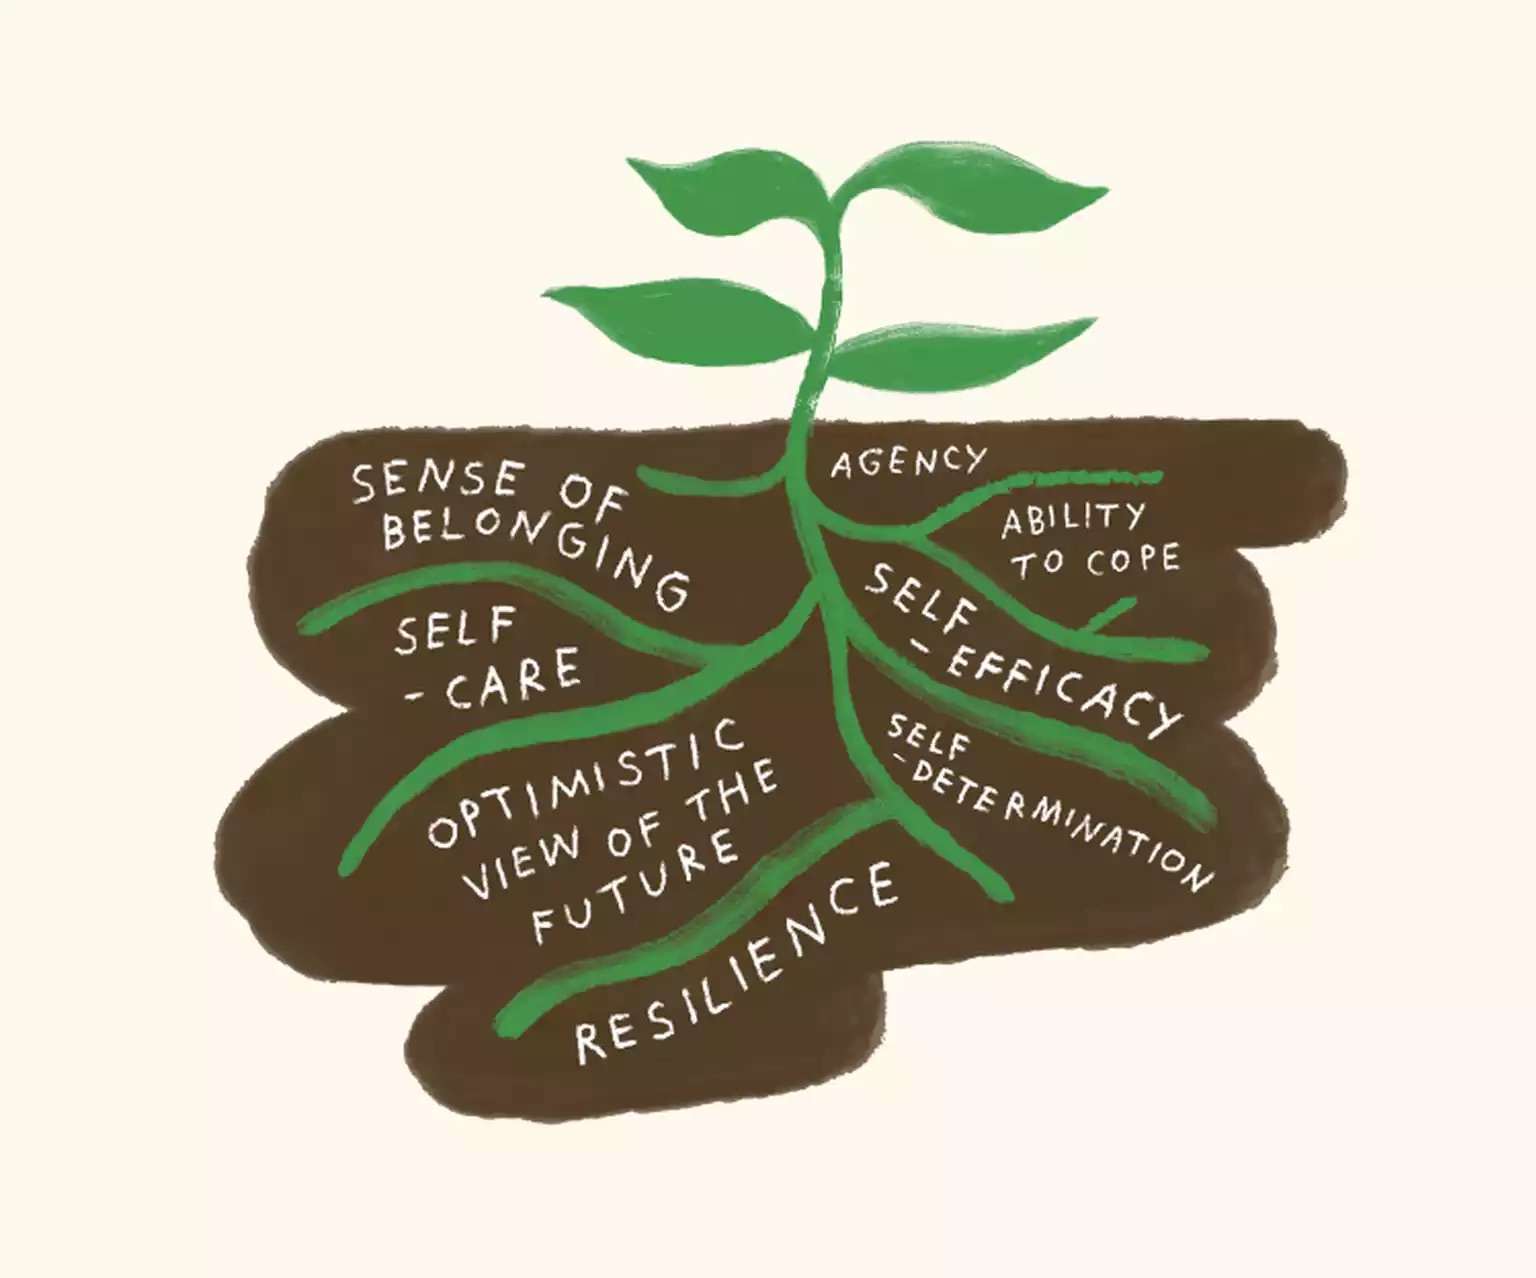 SENSE OF
BELONGING
AGENCY
ABILITY
TO COPE
SELF
-CARE
SELF
-EFFICACY
OPTIMISTIC
VIEW OF THE
FUTURE
SELF
-DETERMINATION
RESILIENCE